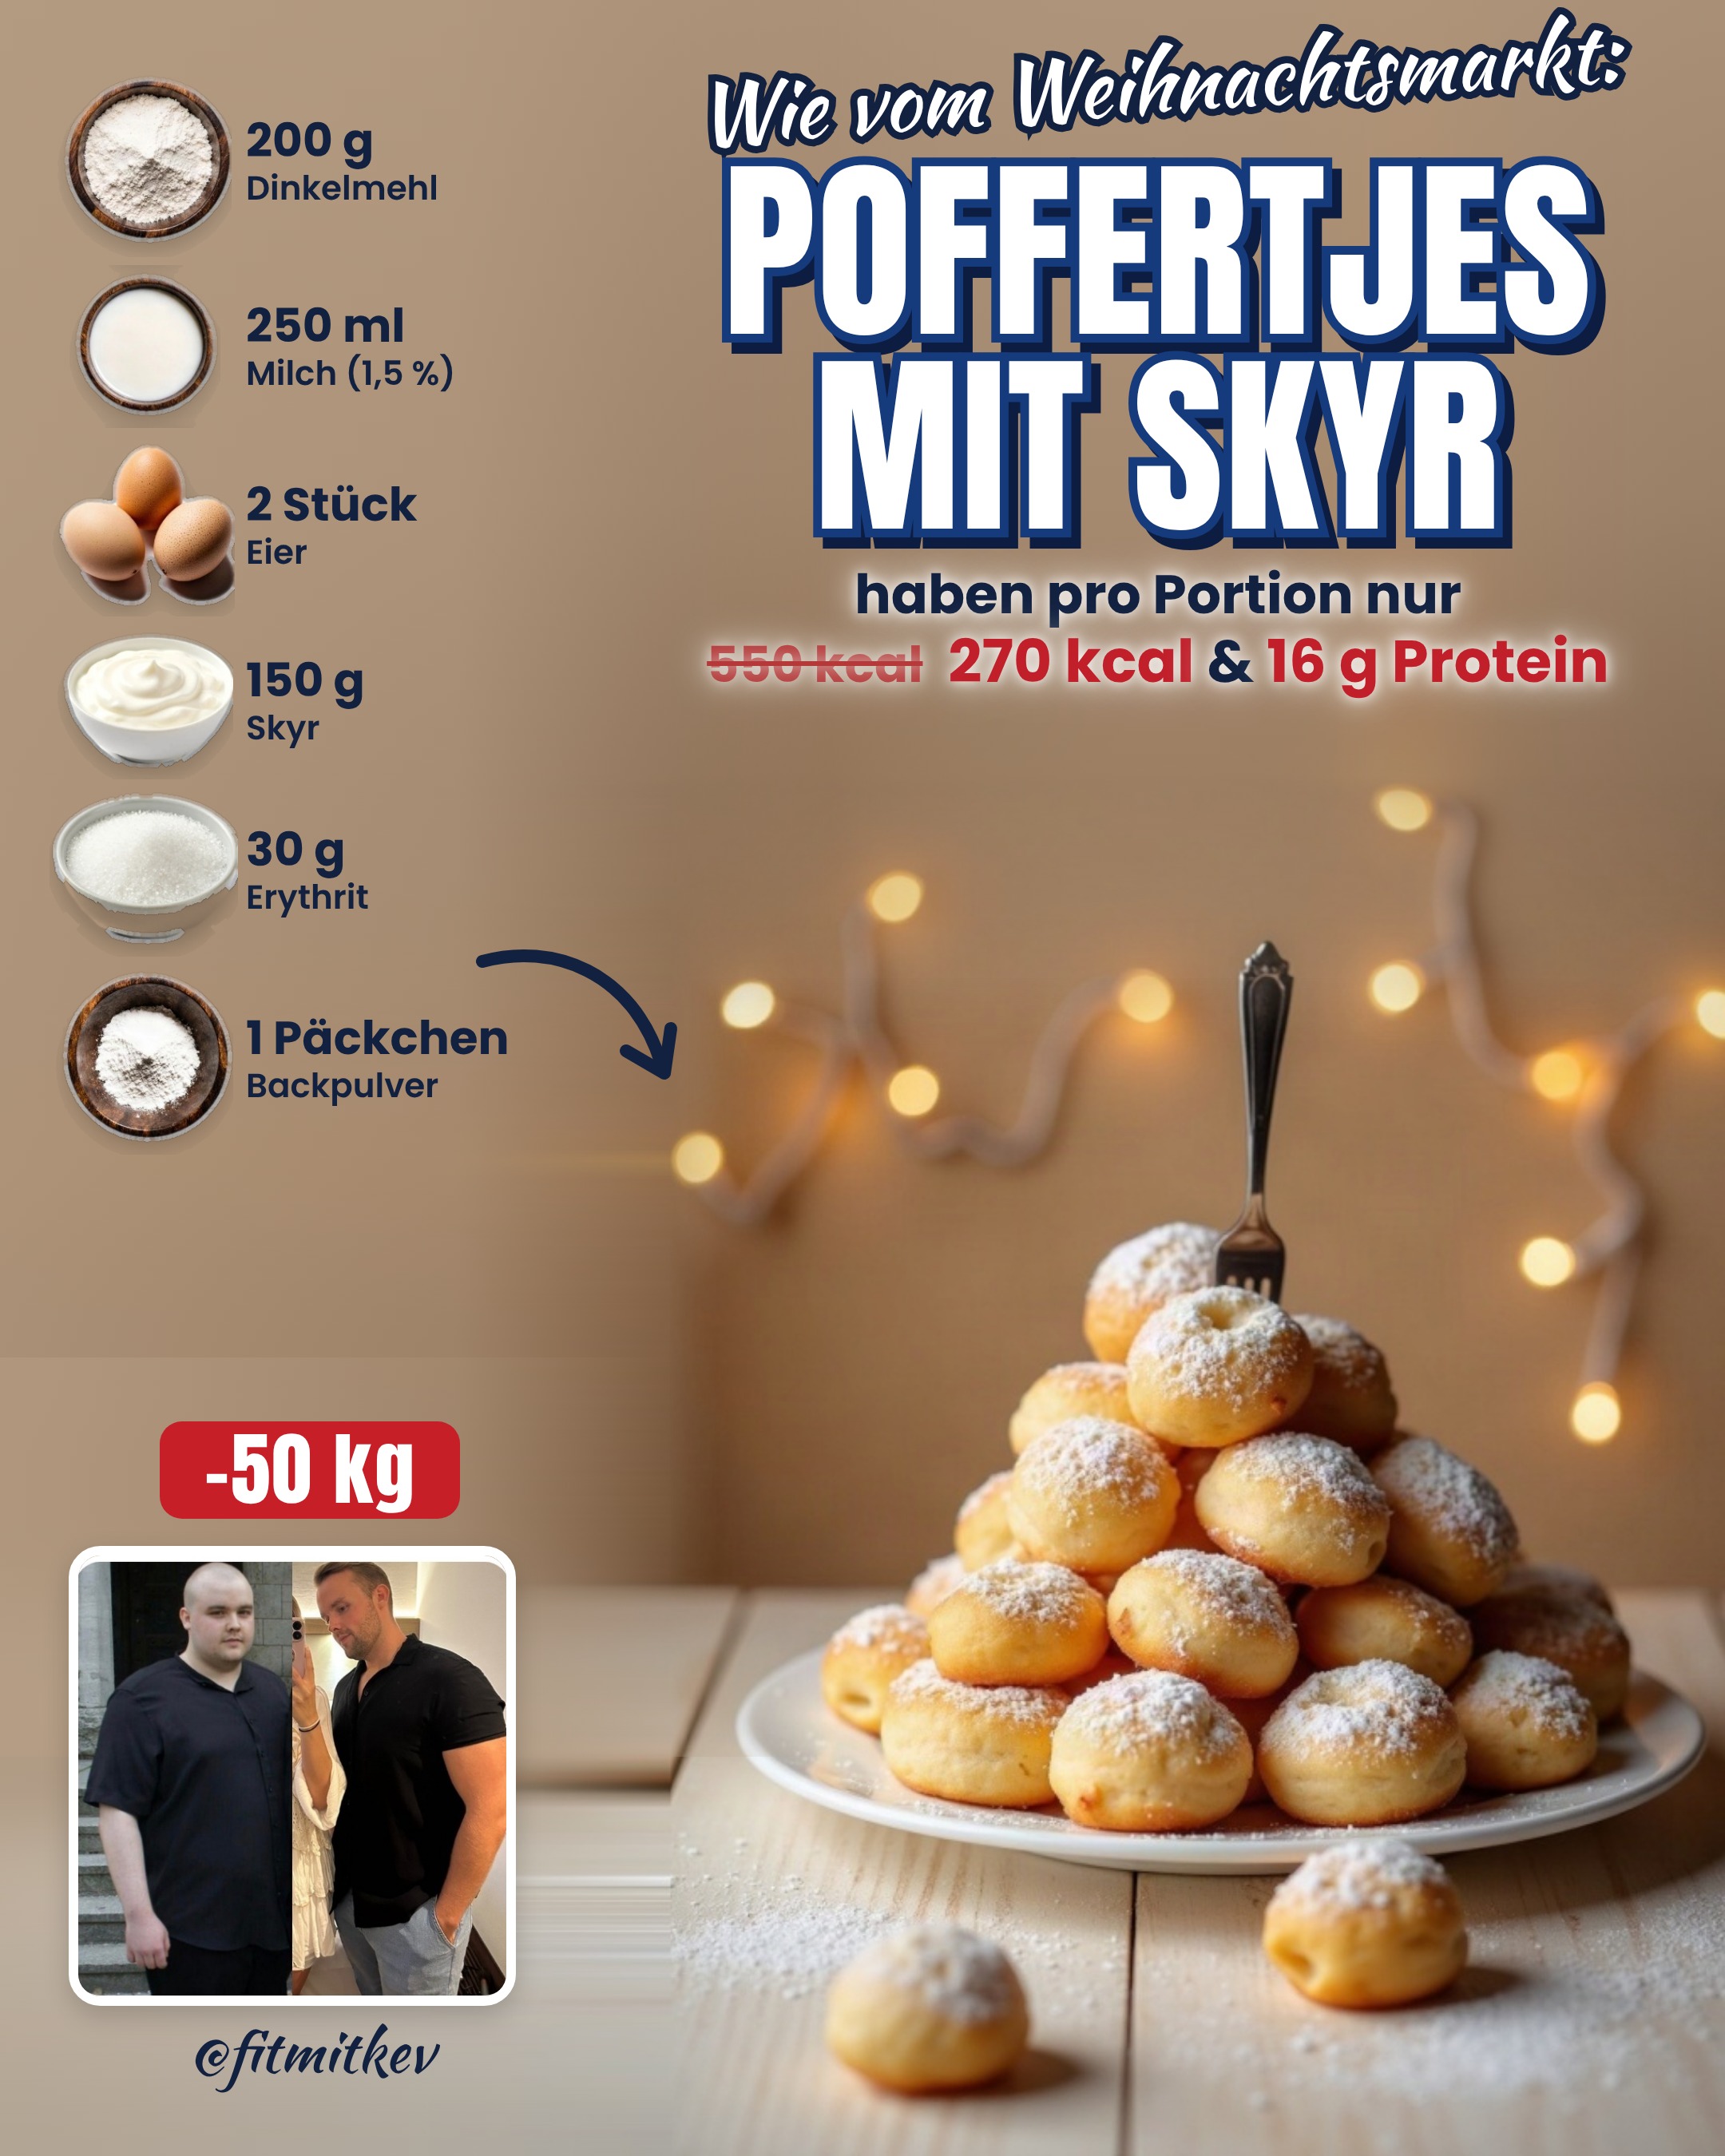 Wie vom Weihnachtsmarkt:
POFFERTJES
MIT SKYR
haben pro Portion nur
550 kcal 270 kcal & 16 g Protein
200 g
Dinkelmehl
250 ml
Milch (1,5 %)
2 Stück
Eier
150 g
Skyr
30 g
Erythrit
1 Päckchen
Backpulver
-50 kg
@fitmitkev